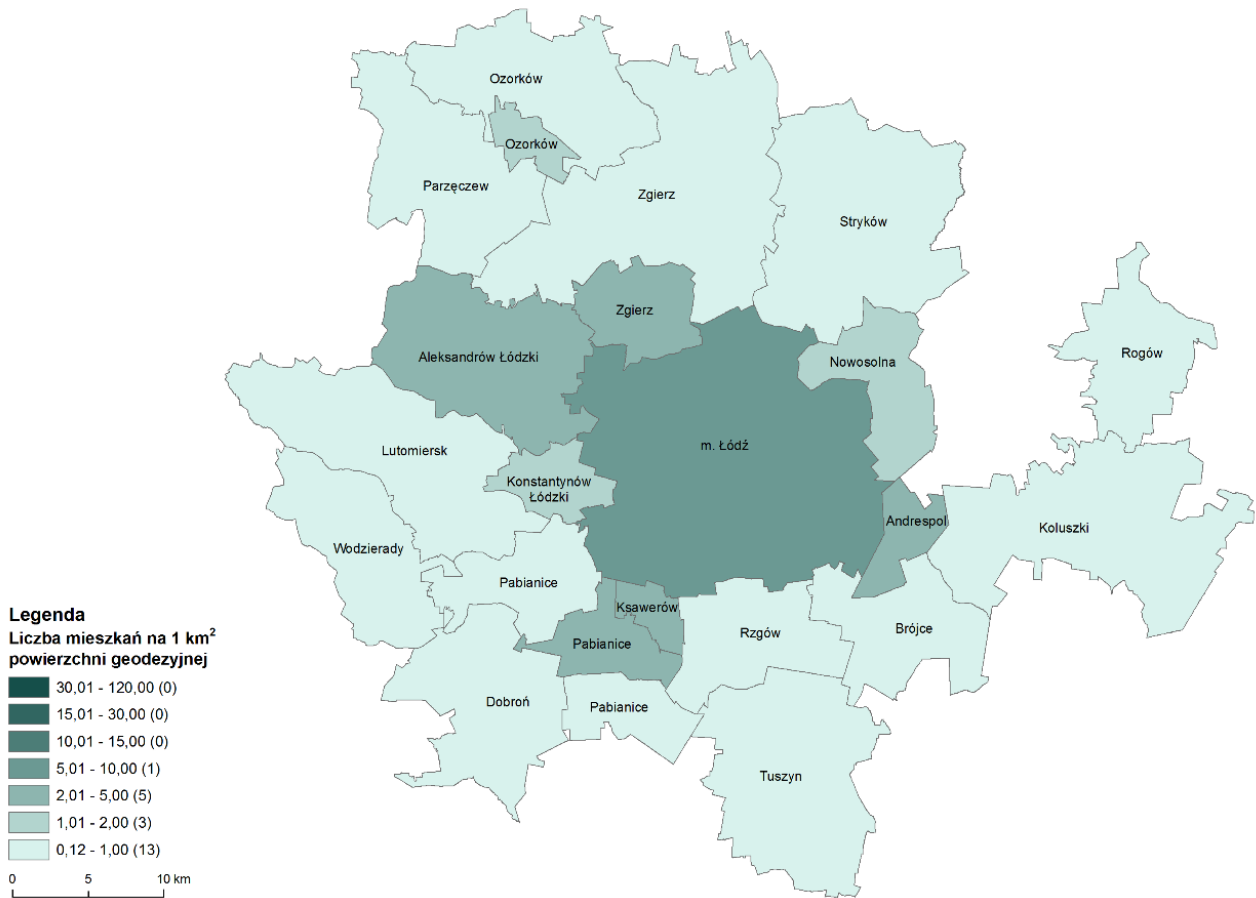 Ozorków
Ozorków
Parzęczew
Zgierz
Stryków
Zgierz
Aleksandrów Łódzki
Nowosolna
Rogów
Lutomiersk
m. Łódź
Konstantynów
Łódzki
Andrespol
Koluszki
Wodzierady
Pabianice
Ksawerów
Pabianice
Rzgów
Brójce
Dobroń
Pabianice
Tuszyn
Legenda
Liczba mieszkań na 1 km²
powierzchni geodezyjnej
30,01 - 120,00 (0)
15,01 - 30,00 (0)
10,01 - 15,00 (0)
5,01 - 10,00 (1)
2,01 - 5,00 (5)
1,01 - 2,00 (3)
0,12 - 1,00 (13)
0 5 10 km